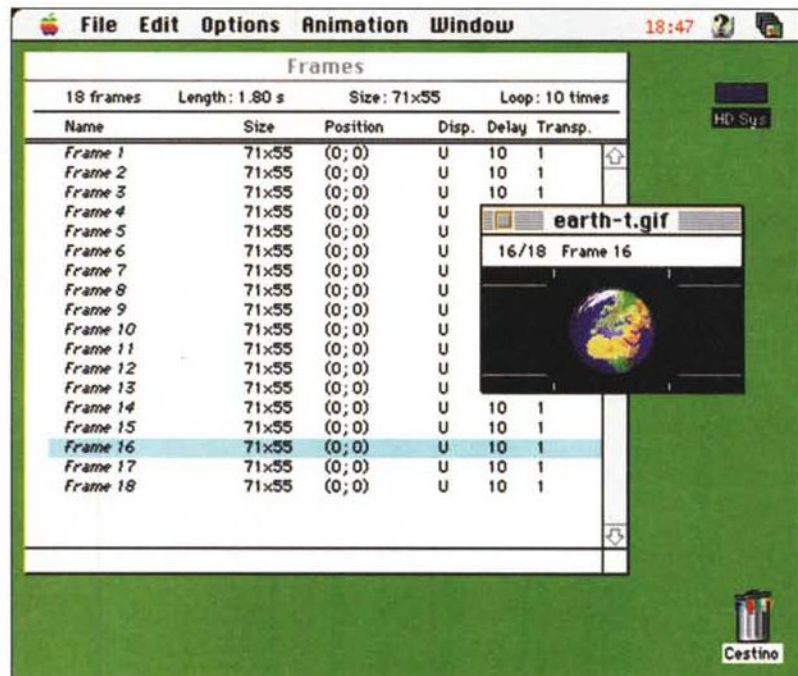 File Edit Options Animation Window 18:47
Frames
18 frames Length: 1.80 s Size: 71x55 Loop: 10 times
Name Size Position Disp. Delay Transp.
Frame 1 71x55 (0; 0) U 10 1
Frame 2 71x55 (0; 0) U 10 1
Frame 3 71x55 (0; 0) U 10 1
Frame 4 71x55 (0; 0) U
Frame 5 71x55 (0; 0) U
Frame 6 71x55 (0; 0) U
Frame 7 71x55 (0; 0) U
Frame 8 71x55 (0; 0) U
Frame 9 71x55 (0; 0) U
Frame 10 71x55 (0; 0) U
Frame 11 71x55 (0; 0) U
Frame 12 71x55 (0; 0) U
Frame 13 71x55 (0; 0) U
Frame 14 71x55 (0; 0) U 10 1
Frame 15 71x55 (0; 0) U 10 1
Frame 16 71x55 (0; 0) U 10 1
Frame 17 71x55 (0; 0) U 10 1
Frame 18 71x55 (0; 0) U 10 1
HD Sys
earth-t.gif
16/18 Frame 16
Cestino